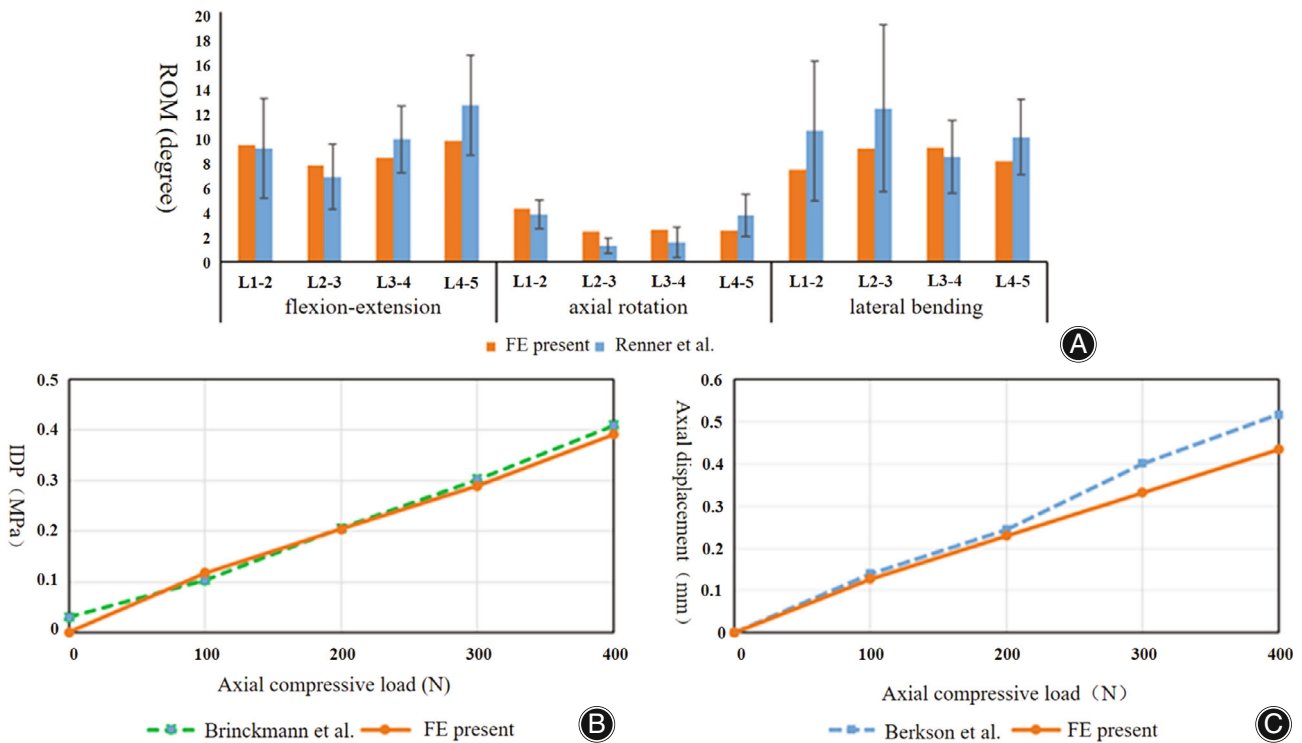 ROM (degree)
20
18
16
14
12
10
8
6
4
2
0
L1-2 L2-3 L3-4 L4-5 L1-2 L2-3 L3-4 L4-5 L1-2 L2-3 L3-4 L4-5
flexion-extension axial rotation lateral bending
FE present Renner et al.
A
IDP (MPa)
0.5
0.4
0.3
0.2
0.1
0
0 100 200 300 400
Axial compressive load (N)
Brinckmann et al. FE present
B
Axial displacement (mm)
0.6
0.5
0.4
0.3
0.2
0.1
0
0 100 200 300 400
Axial compressive load (N)
Berkson et al. FE present
C